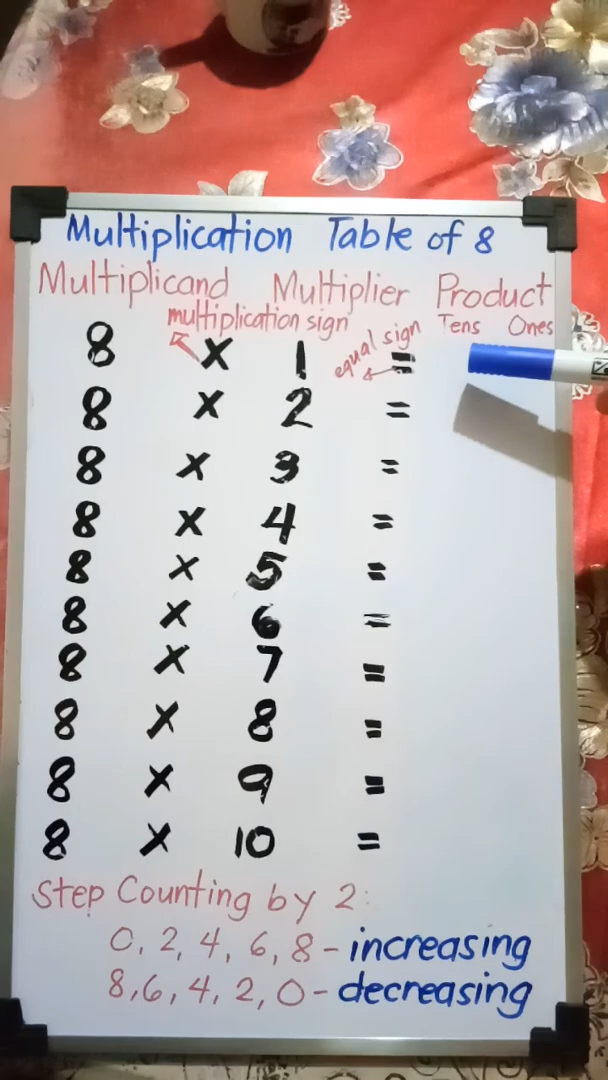 Multiplication Table of 8
Multiplicand Multiplier Product
multiplication sign equal sign Tens Ones
8 x 1 =
8 x 2 =
8 x 3 =
8 x 4 =
8 x 5 =
8 x 6 =
8 x 7 =
8 x 8 =
8 x 9 =
8 x 10 =
Step Counting by 2:
0, 2, 4, 6, 8 - increasing
8, 6, 4, 2, 0 - decreasing